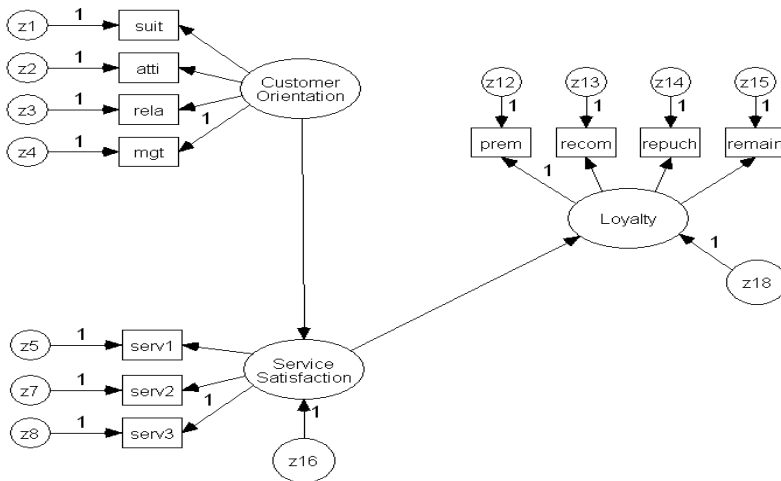 z1
1
suit
z2
1
atti
z3
1
rela
z4
1
mgt
1
Customer
Orientation
z12
z13
z14
z15
1
1
1
1
prem
recom
repuch
remain
1
Loyalty
1
z18
z5
1
serv1
z7
1
serv2
z8
1
serv3
1
Service
Satisfaction
1
z16